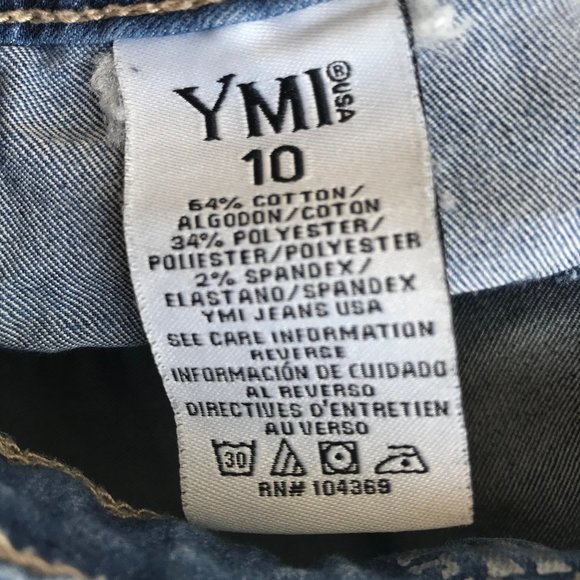 YMI® USA
10
64% COTTON/
ALGODON/COTON
34% POLYESTER/
POLIESTER/POLYESTER
2% SPANDEX/
ELASTANO/SPANDEX
YMI JEANS USA
SEE CARE INFORMATION
REVERSE
INFORMACIÓN DE CUIDADO
AL REVERSO
DIRECTIVES D'ENTRETIEN
AU VERSO
30
RN# 104369